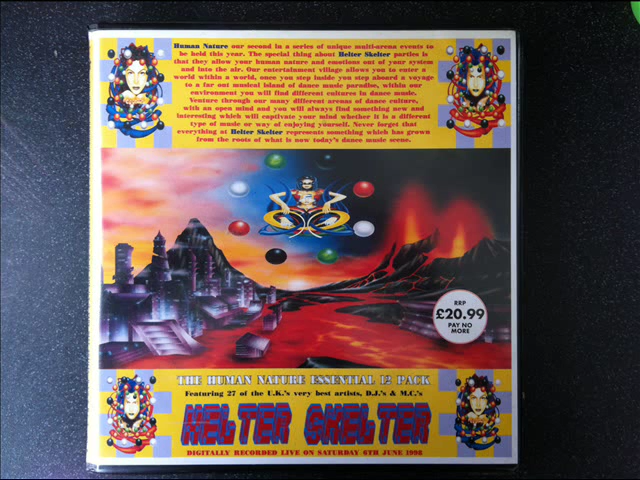 Human Nature our second in a series of unique multi-arena events to
be held this year. The special thing about Helter Skelter parties is
that they allow your human nature and emotions out of your system
and into the air. Our entertainment village allows you to enter a
world within a world, once you step inside you step aboard a voyage
to a far out musical island of dance music paradise, within our
environment you will find different cultures in dance music.
Venture through our many different arenas of dance culture,
with an open mind and you will always find something new and
interesting which will captivate your mind whether it is a different
type of music or way of enjoying yourself. Never forget that
everything at Helter Skelter represents something which has grown
from the roots of what is now today's dance music scene.
RRP
£20.99
PAY NO
MORE
THE HUMAN NATURE ESSENTIAL 12 PACK
Featuring 27 of the U.K.'s very best artists, D.J.'s & M.C.'s
HELTER SKELTER
DIGITALLY RECORDED LIVE ON SATURDAY 6TH JUNE 1998